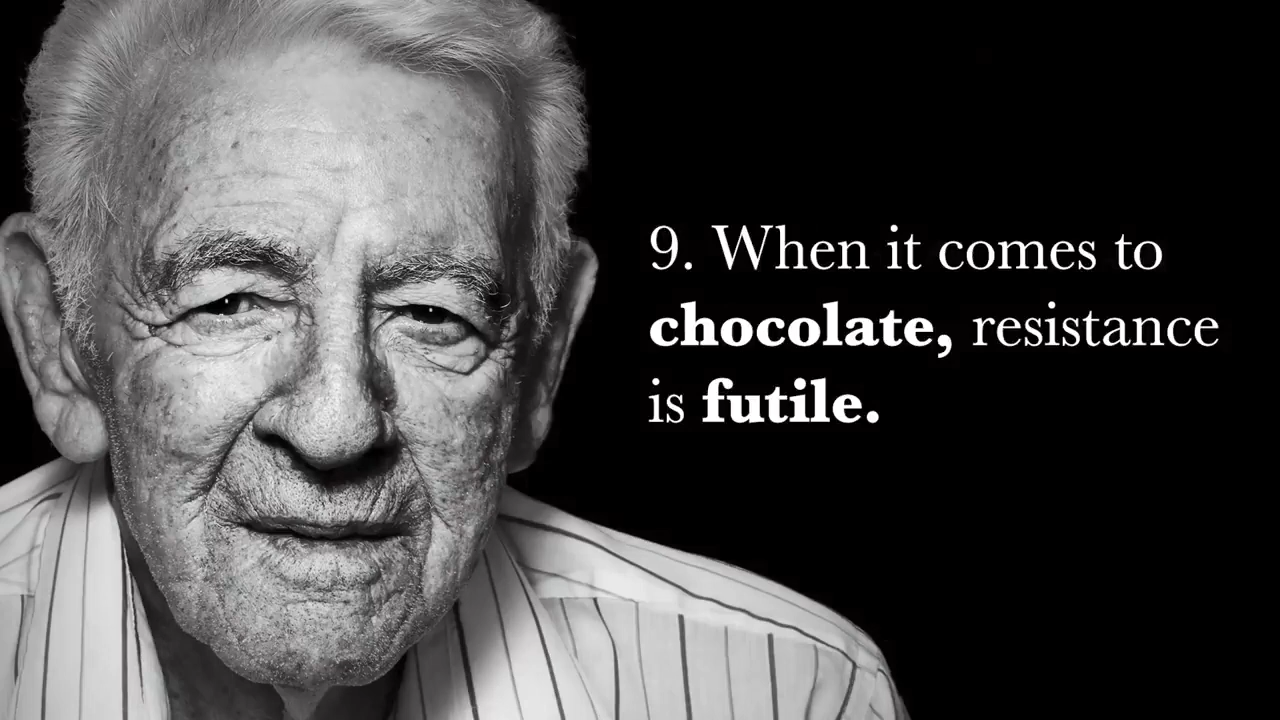 9. When it comes to
chocolate, resistance
is futile.